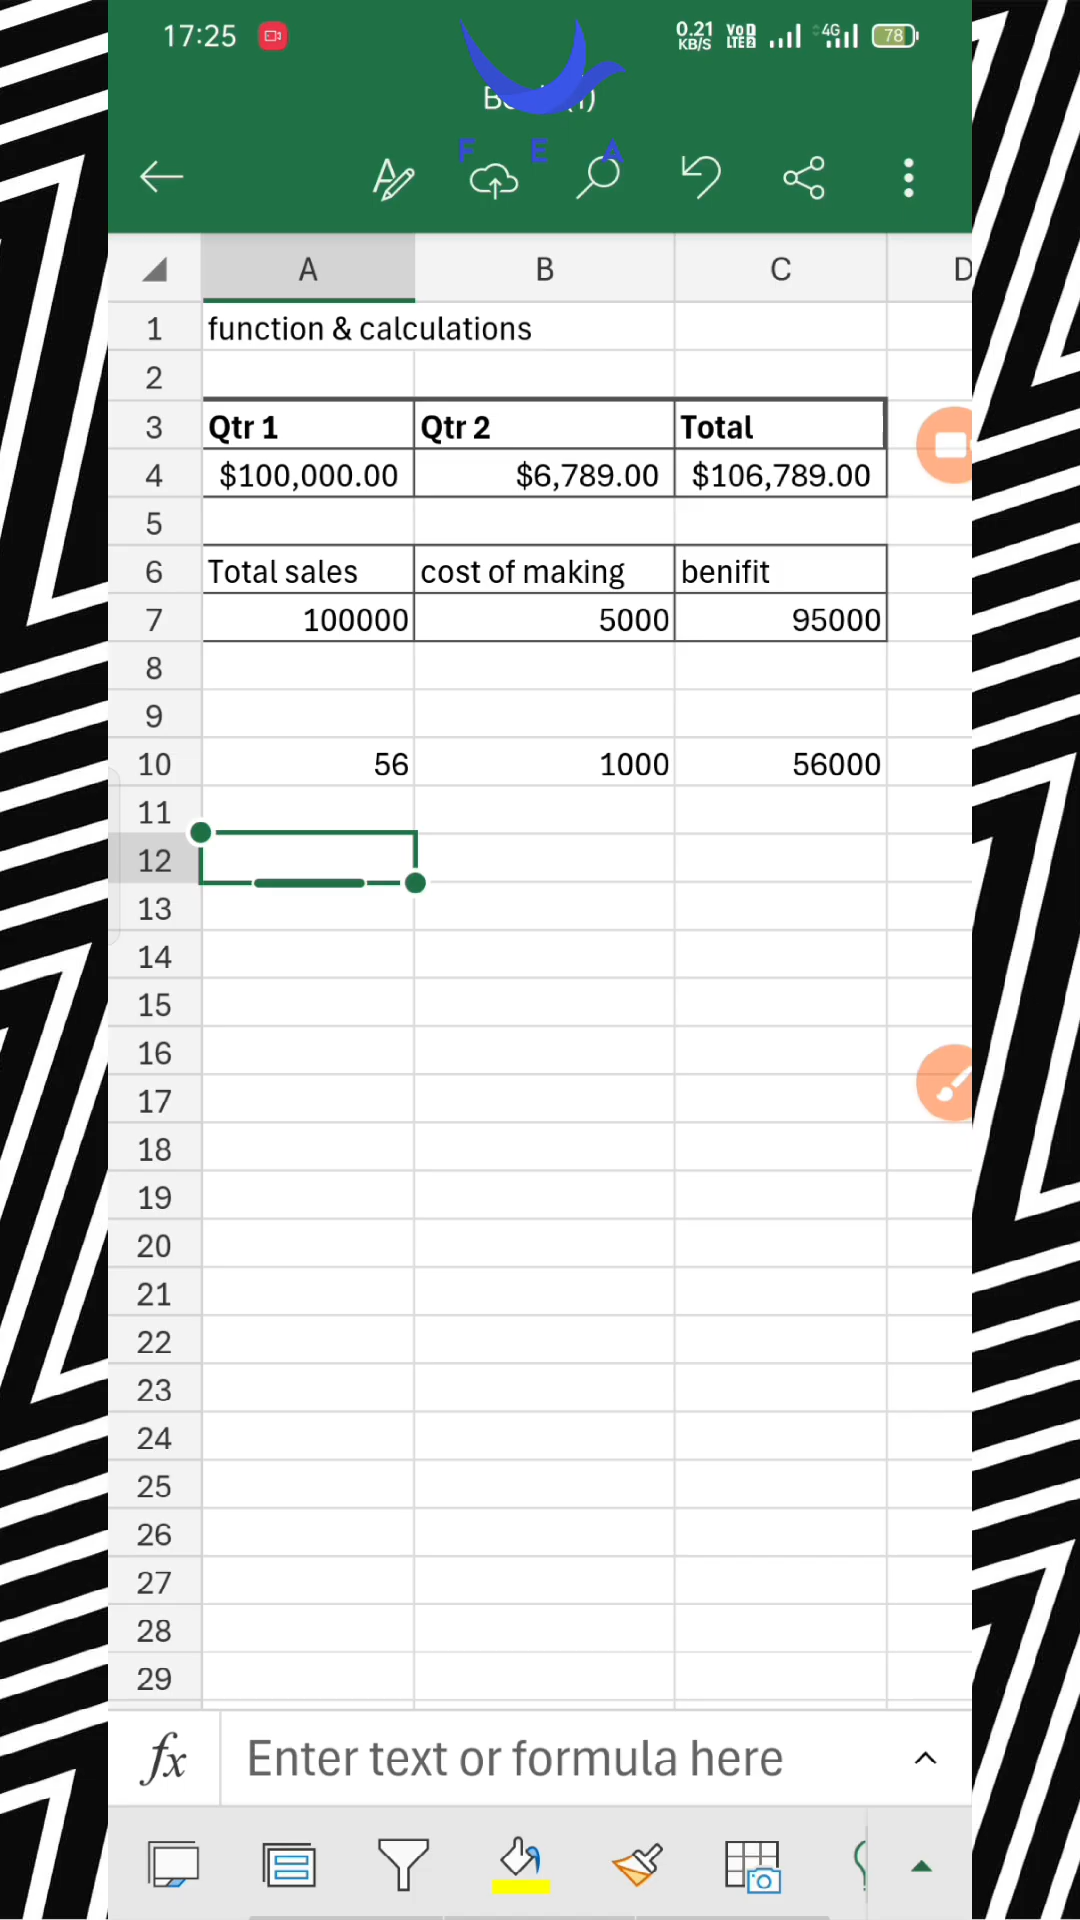 17:25 0.21 KB/S VoD LTE2 4G 78
F E A
A B C D
1 function & calculations
2
3 Qtr 1 Qtr 2 Total
4 $100,000.00 $6,789.00 $106,789.00
5
6 Total sales cost of making benifit
7 100000 5000 95000
8
9
10 56 1000 56000
11
12
13
14
15
16
17
18
19
20
21
22
23
24
25
26
27
28
29
fx Enter text or formula here